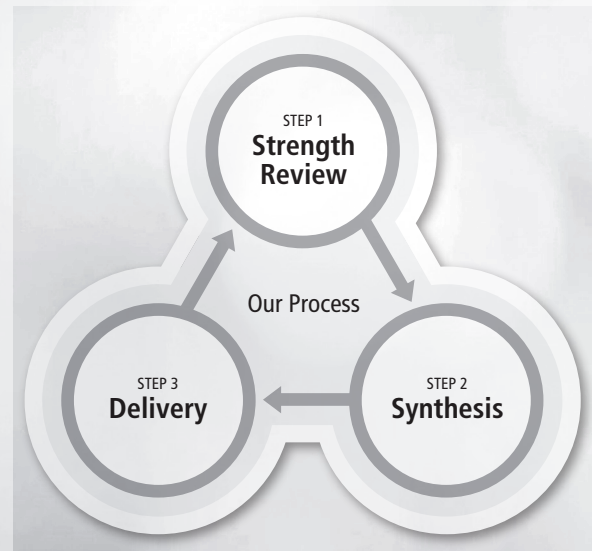 STEP 1
Strength
Review
Our Process
STEP 3
Delivery
STEP 2
Synthesis